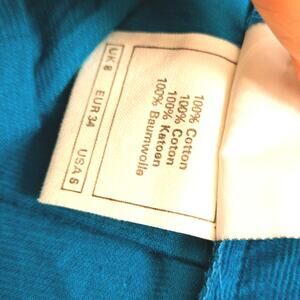 100% Cotton
100% Coton
100% Katoen
100% Baumwolle
UK 8 EUR 34 USA 6